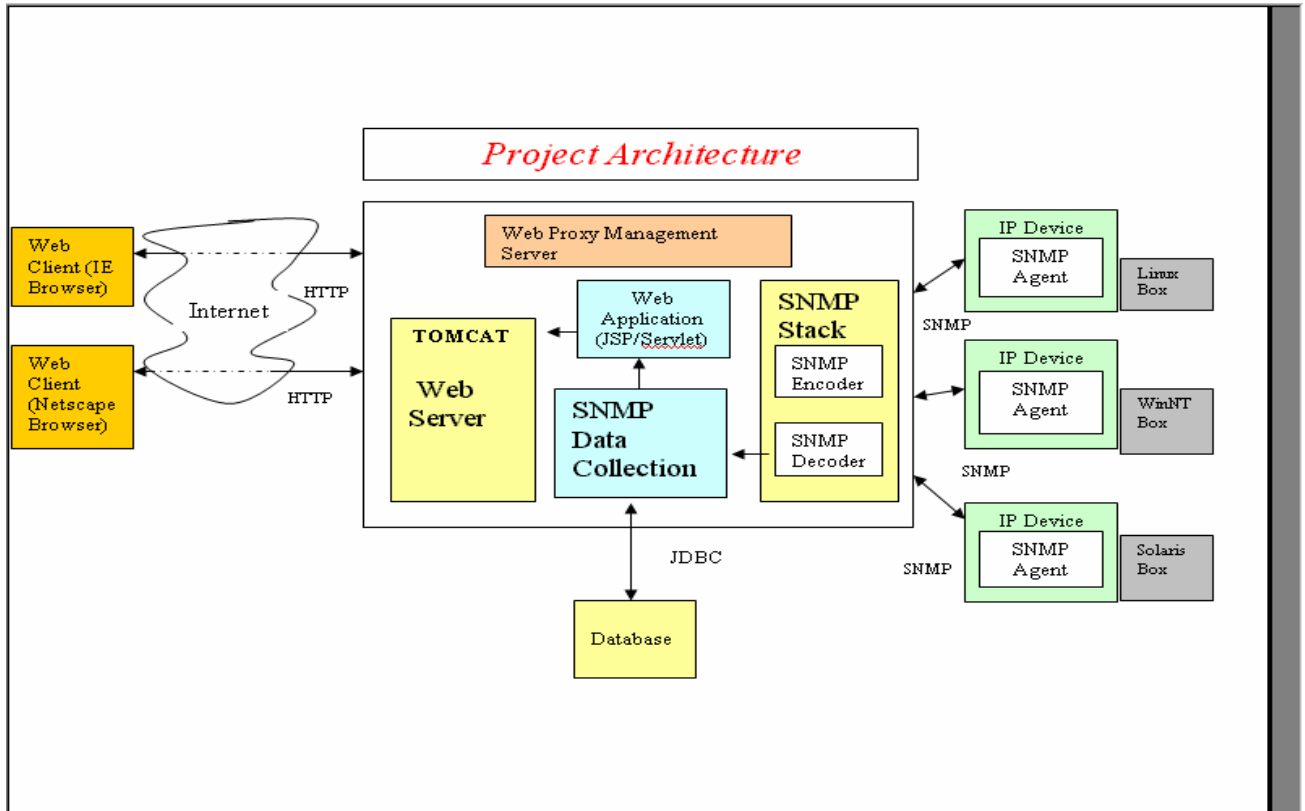 Project Architecture
Web Proxy Management
Server
Web
Client (IE
Browser)
HTTP
Internet
Web
Client
(Netscape
Browser)
HTTP
TOMCAT
Web
Server
Web
Application
(JSP/Servlet)
SNMP
Data
Collection
SNMP
Stack
SNMP
Encoder
SNMP
Decoder
JDBC
Database
IP Device
SNMP
Agent
Linux
Box
SNMP
IP Device
SNMP
Agent
WinNT
Box
SNMP
IP Device
SNMP
Agent
Solaris
Box
SNMP